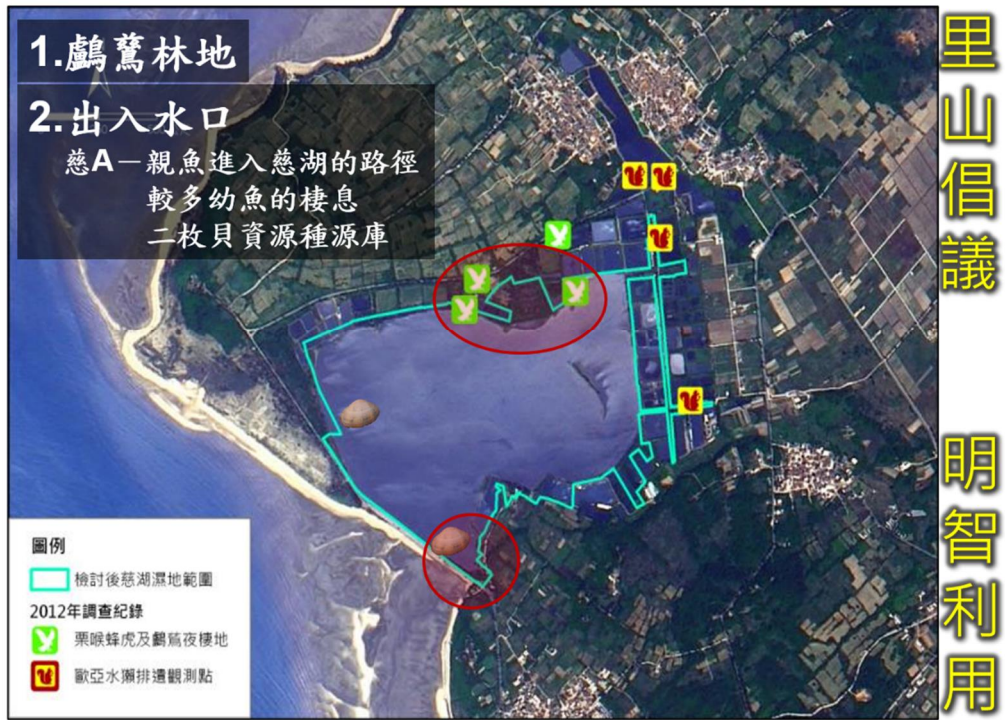 1.鸕鶿林地
2.出入水口
慈A－親魚進入慈湖的路徑
較多幼魚的棲息
二枚貝資源種源庫
里山倡議
明智利用
圖例
檢討後慈湖濕地範圍
2012年調查紀錄
栗喉蜂虎及鸕鶿夜棲地
歐亞水獺排遺觀測點